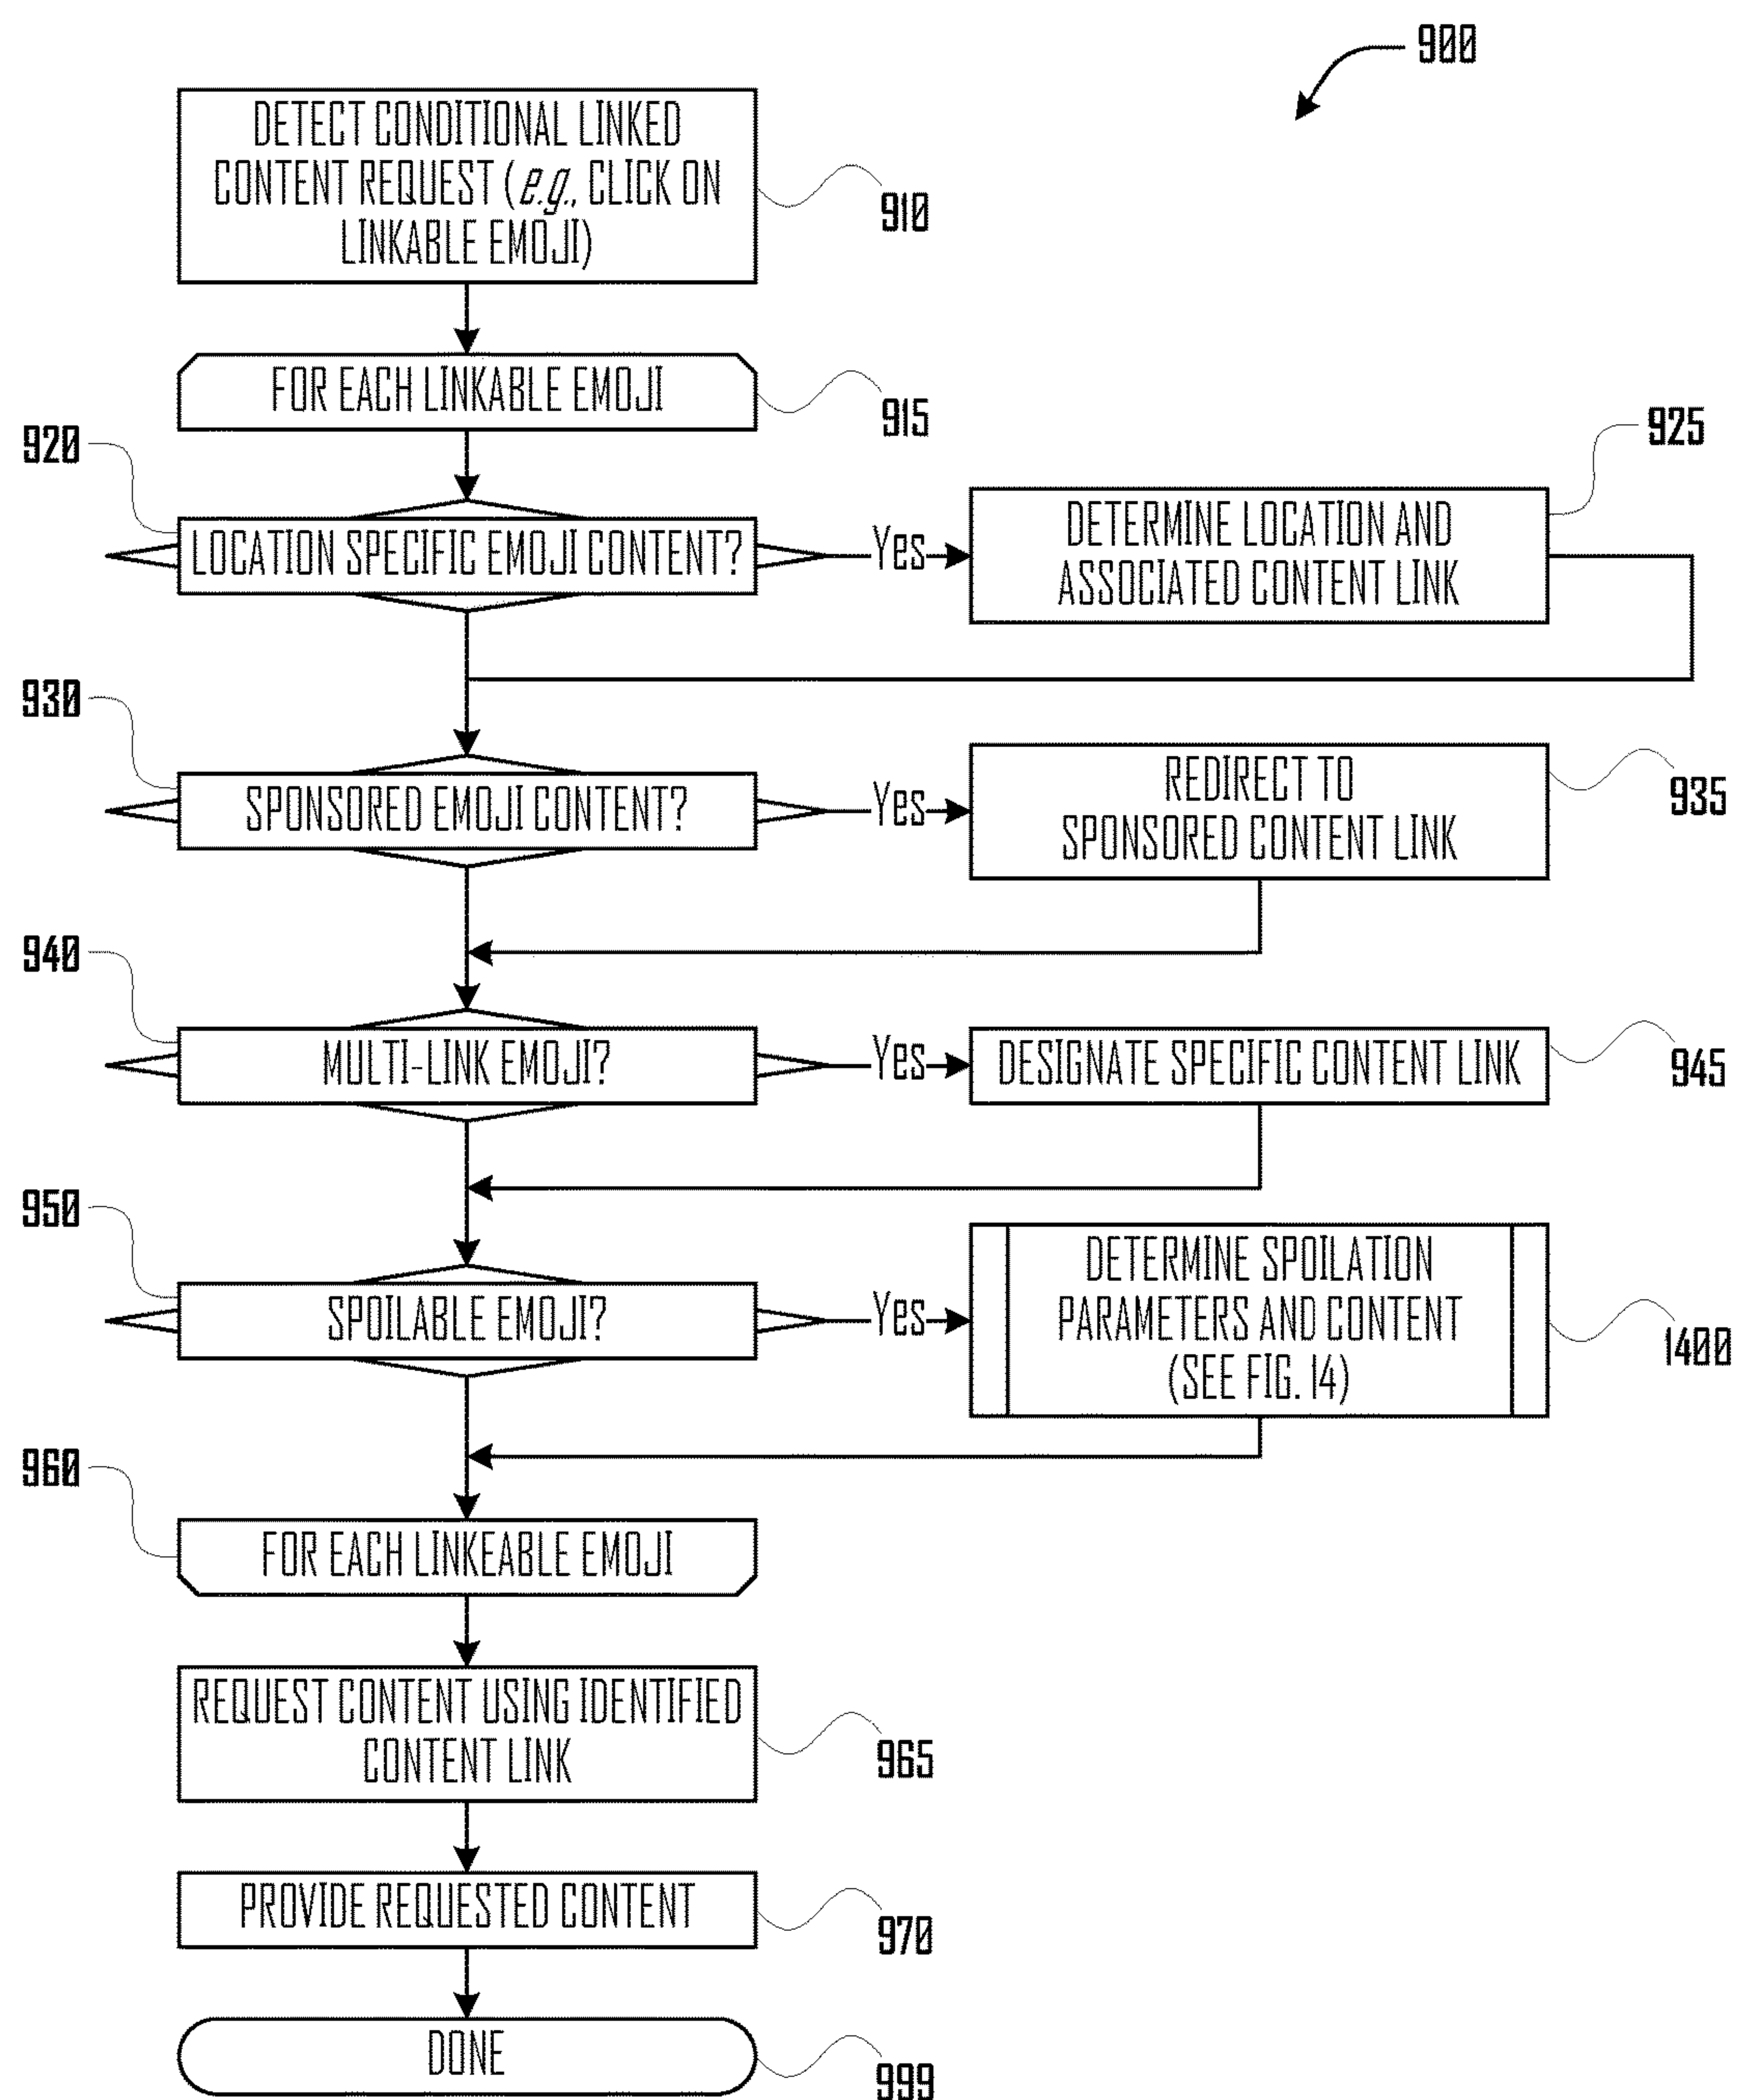 900
DETECT CONDITIONAL LINKED
CONTENT REQUEST (e.g., CLICK ON
LINKABLE EMOJI)
910
FOR EACH LINKABLE EMOJI
915
920
LOCATION SPECIFIC EMOJI CONTENT?
Yes
DETERMINE LOCATION AND
ASSOCIATED CONTENT LINK
925
930
SPONSORED EMOJI CONTENT?
Yes
REDIRECT TO
SPONSORED CONTENT LINK
935
940
MULTI-LINK EMOJI?
Yes
DESIGNATE SPECIFIC CONTENT LINK
945
950
SPOILABLE EMOJI?
Yes
DETERMINE SPOILATION
PARAMETERS AND CONTENT
(SEE FIG. 14)
1400
960
FOR EACH LINKEABLE EMOJI
REQUEST CONTENT USING IDENTIFIED
CONTENT LINK
965
PROVIDE REQUESTED CONTENT
970
DONE
999